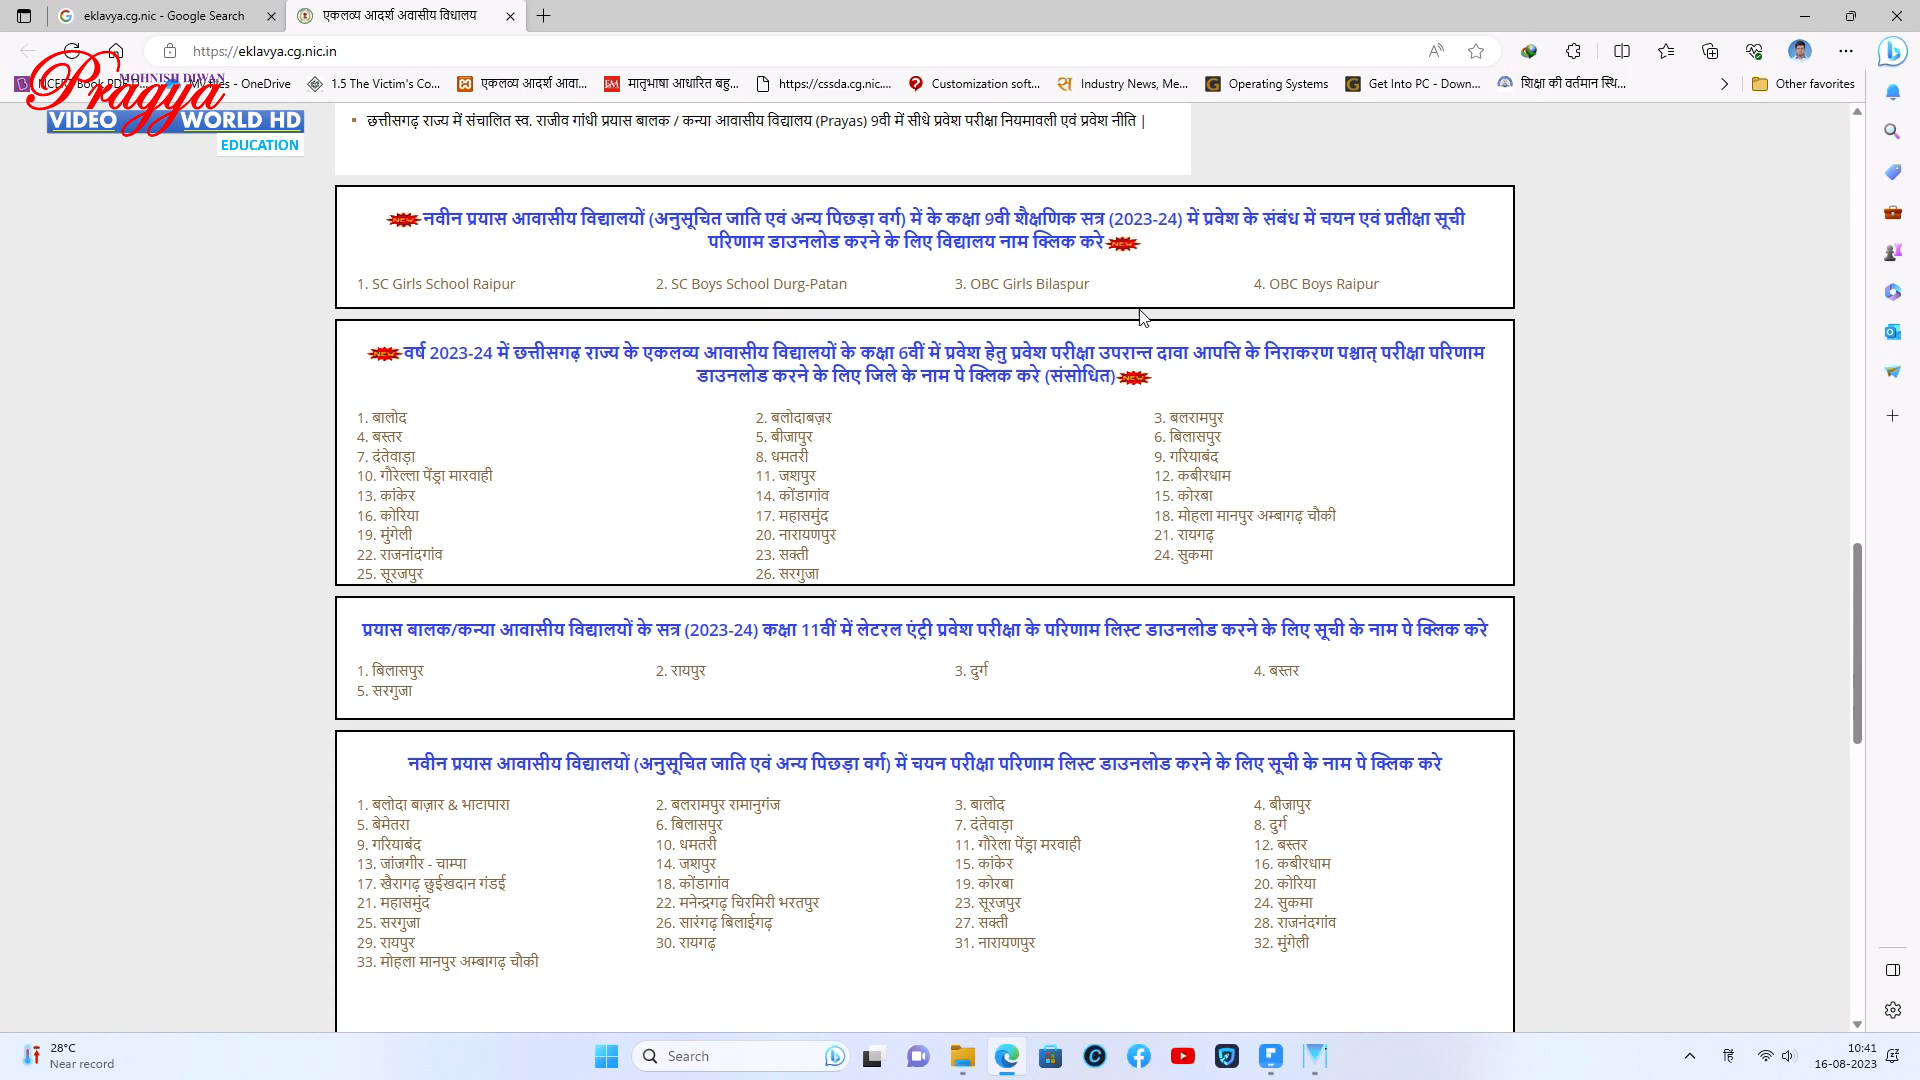 eklavya.cg.nic - Google Search
एकलव्य आदर्श अवासीय विधालय
https://eklavya.cg.nic.in
My files - OneDrive
1.5 The Victim's Co...
एकलव्य आदर्श आवा...
मातृभाषा आधारित बहु...
https://cssda.cg.nic....
Customization soft...
Industry News, Me...
Operating Systems
Get Into PC - Down...
शिक्षा की वर्तमान स्थि...
Other favorites
MOHNISH DIWAN
Pragya
VIDEO WORLD HD
EDUCATION
छत्तीसगढ़ राज्य में संचालित स्व. राजीव गांधी प्रयास बालक / कन्या आवासीय विद्यालय (Prayas) 9वी में सीधे प्रवेश परीक्षा नियमावली एवं प्रवेश नीति |
NEW नवीन प्रयास आवासीय विद्यालयों (अनुसूचित जाति एवं अन्य पिछड़ा वर्ग) में के कक्षा 9वी शैक्षणिक सत्र (2023-24) में प्रवेश के संबंध में चयन एवं प्रतीक्षा सूची
परिणाम डाउनलोड करने के लिए विद्यालय नाम क्लिक करे NEW
1. SC Girls School Raipur 2. SC Boys School Durg-Patan 3. OBC Girls Bilaspur 4. OBC Boys Raipur
NEW वर्ष 2023-24 में छत्तीसगढ़ राज्य के एकलव्य आवासीय विद्यालयों के कक्षा 6वीं में प्रवेश हेतु प्रवेश परीक्षा उपरान्त दावा आपत्ति के निराकरण पश्चात् परीक्षा परिणाम
डाउनलोड करने के लिए जिले के नाम पे क्लिक करे (संसोधित) NEW
1. बालोद 2. बलोदाबज़र 3. बलरामपुर
4. बस्तर 5. बीजापुर 6. बिलासपुर
7. दंतेवाड़ा 8. धमतरी 9. गरियाबंद
10. गौरेल्ला पेंड्रा मारवाही 11. जशपुर 12. कबीरधाम
13. कांकेर 14. कोंडागांव 15. कोरबा
16. कोरिया 17. महासमुंद 18. मोहला मानपुर अम्बागढ़ चौकी
19. मुंगेली 20. नारायणपुर 21. रायगढ़
22. राजनांदगांव 23. सक्ती 24. सुकमा
25. सूरजपुर 26. सरगुजा
प्रयास बालक/कन्या आवासीय विद्यालयों के सत्र (2023-24) कक्षा 11वीं में लेटरल एंट्री प्रवेश परीक्षा के परिणाम लिस्ट डाउनलोड करने के लिए सूची के नाम पे क्लिक करे
1. बिलासपुर 2. रायपुर 3. दुर्ग 4. बस्तर
5. सरगुजा
नवीन प्रयास आवासीय विद्यालयों (अनुसूचित जाति एवं अन्य पिछड़ा वर्ग) में चयन परीक्षा परिणाम लिस्ट डाउनलोड करने के लिए सूची के नाम पे क्लिक करे
1. बलोदा बाज़ार & भाटापारा 2. बलरामपुर रामानुगंज 3. बालोद 4. बीजापुर
5. बेमेतरा 6. बिलासपुर 7. दंतेवाड़ा 8. दुर्ग
9. गरियाबंद 10. धमतरी 11. गौरेला पेंड्रा मरवाही 12. बस्तर
13. जांजगीर - चाम्पा 14. जशपुर 15. कांकेर 16. कबीरधाम
17. खैरागढ़ छुईखदान गंडई 18. कोंडागांव 19. कोरबा 20. कोरिया
21. महासमुंद 22. मनेन्द्रगढ़ चिरमिरी भरतपुर 23. सूरजपुर 24. सुकमा
25. सरगुजा 26. सारंगढ़ बिलाईगढ़ 27. सक्ती 28. राजनंदगांव
29. रायपुर 30. रायगढ़ 31. नारायणपुर 32. मुंगेली
33. मोहला मानपुर अम्बागढ़ चौकी
28°C
Near record
Search
हिं
10:41
16-08-2023